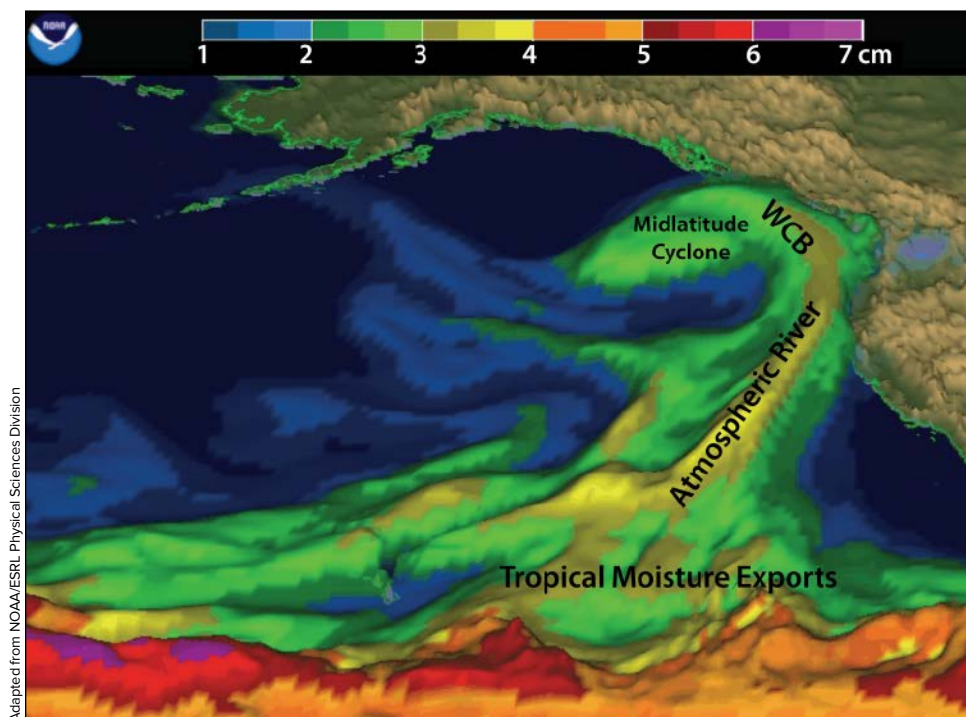 NOAA
1 2 3 4 5 6 7 cm
Midlatitude
Cyclone
WCB
Atmospheric River
Tropical Moisture Exports
Adapted from NOAA/ESRL Physical Sciences Division